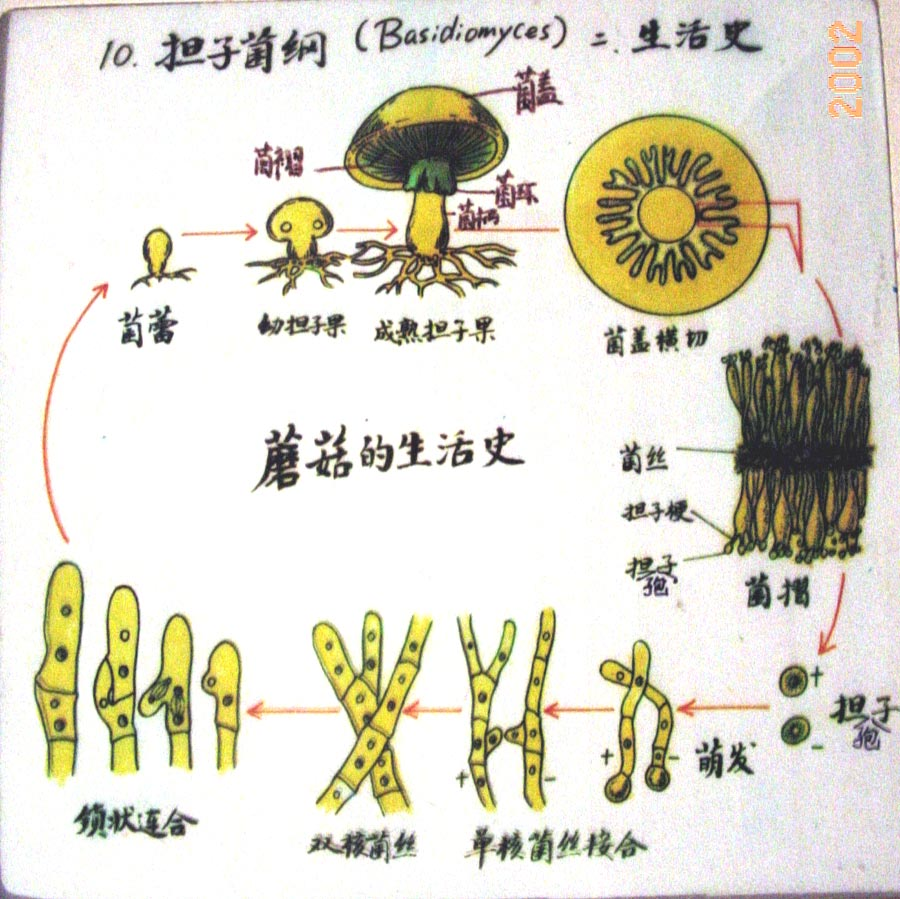 10. 担子菌纲 (Basidiomyces) 二. 生活史
2002
菌盖
菌褶
菌环
菌柄
菌蕾
幼担子果
成熟担子果
菌盖横切
蘑菇的生活史
菌丝
担子梗
担子
孢
菌摺
+
担子
孢
-
萌发
+
-
+
-
锁状连合
双核菌丝
单核菌丝接合